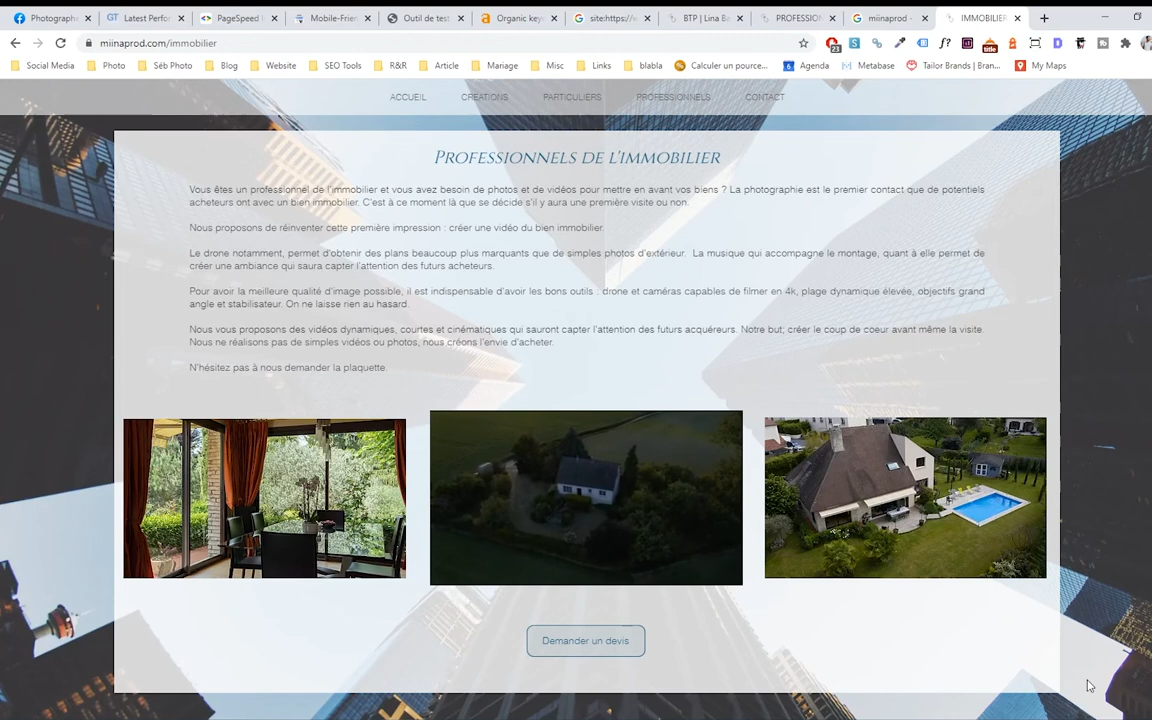 Photographe
Latest Perfor
PageSpeed I
Mobile-Frien
Outil de test
Organic keyw
site:https://w
BTP | Lina Ba
PROFESSION
miinaprod -
IMMOBILIER
miinaprod.com/immobilier
23
title
Social Media
Photo
Séb Photo
Blog
Website
SEO Tools
R&R
Article
Mariage
Misc
Links
blabla
Calculer un pource...
Agenda
Metabase
Tailor Brands | Bran...
My Maps
ACCUEIL CRÉATIONS PARTICULIERS PROFESSIONNELS CONTACT
Professionnels de l'immobilier
Vous êtes un professionnel de l'immobilier et vous avez besoin de photos et de vidéos pour mettre en avant vos biens ? La photographie est le premier contact que de potentiels
acheteurs ont avec un bien immobilier. C'est à ce moment là que se décide s'il y aura une première visite ou non.
Nous proposons de réinventer cette première impression : créer une vidéo du bien immobilier.
Le drone notamment, permet d'obtenir des plans beaucoup plus marquants que de simples photos d'extérieur. La musique qui accompagne le montage, quant à elle permet de
créer une ambiance qui saura capter l'attention des futurs acheteurs.
Pour avoir la meilleure qualité d'image possible, il est indispensable d'avoir les bons outils : drone et caméras capables de filmer en 4k, plage dynamique élevée, objectifs grand
angle et stabilisateur. On ne laisse rien au hasard.
Nous vous proposons des vidéos dynamiques, courtes et cinématiques qui sauront capter l'attention des futurs acquéreurs. Notre but; créer le coup de coeur avant même la visite.
Nous ne réalisons pas de simples vidéos ou photos, nous créons l'envie d'acheter.
N'hésitez pas à nous demander la plaquette.
Demander un devis